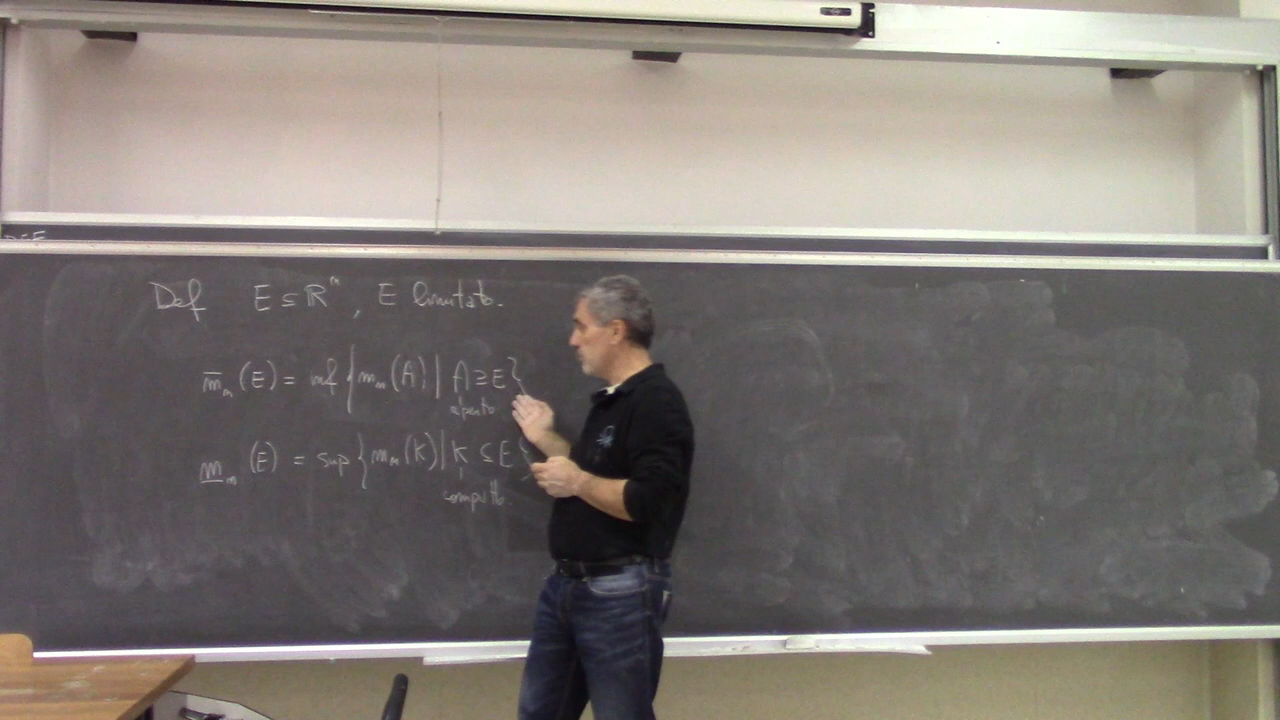 Def E ⊆ ℝⁿ, E limitato.
m̅ₙ(E) = inf { mₙ(A) | A ⊇ E }
aperto
m̲ₙ(E) = sup { mₙ(K) | K ⊆ E }
compatto